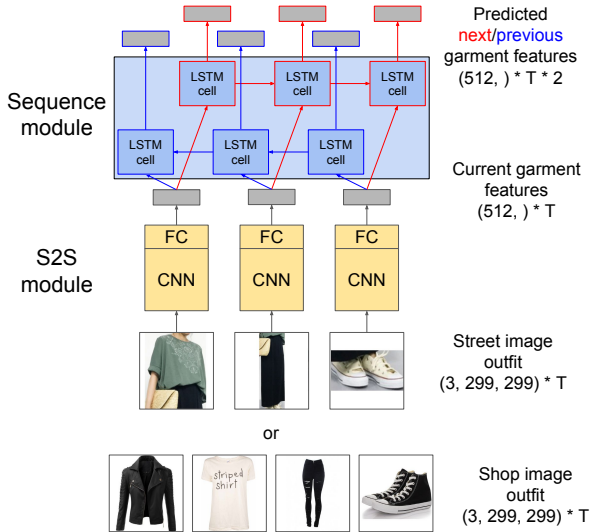 Predicted
next/previous
garment features
(512, ) * T * 2
LSTM
cell
LSTM
cell
LSTM
cell
Sequence
module
LSTM
cell
LSTM
cell
LSTM
cell
Current garment
features
(512, ) * T
S2S
module
FC
CNN
FC
CNN
FC
CNN
Street image
outfit
(3, 299, 299) * T
or
striped
shirt
Shop image
outfit
(3, 299, 299) * T